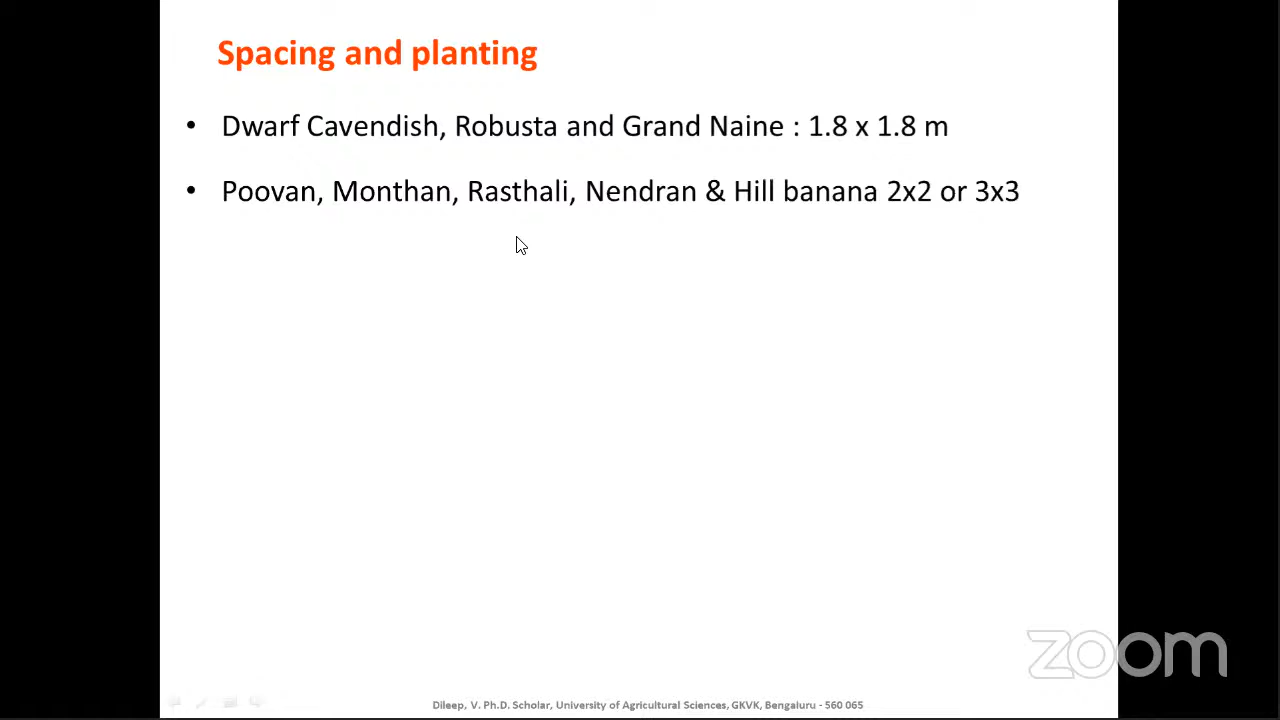 Spacing and planting
• Dwarf Cavendish, Robusta and Grand Naine : 1.8 x 1.8 m
• Poovan, Monthan, Rasthali, Nendran & Hill banana 2x2 or 3x3
zoom
Dileep, V. Ph.D. Scholar, University of Agricultural Sciences, GKVK, Bengaluru - 560 065